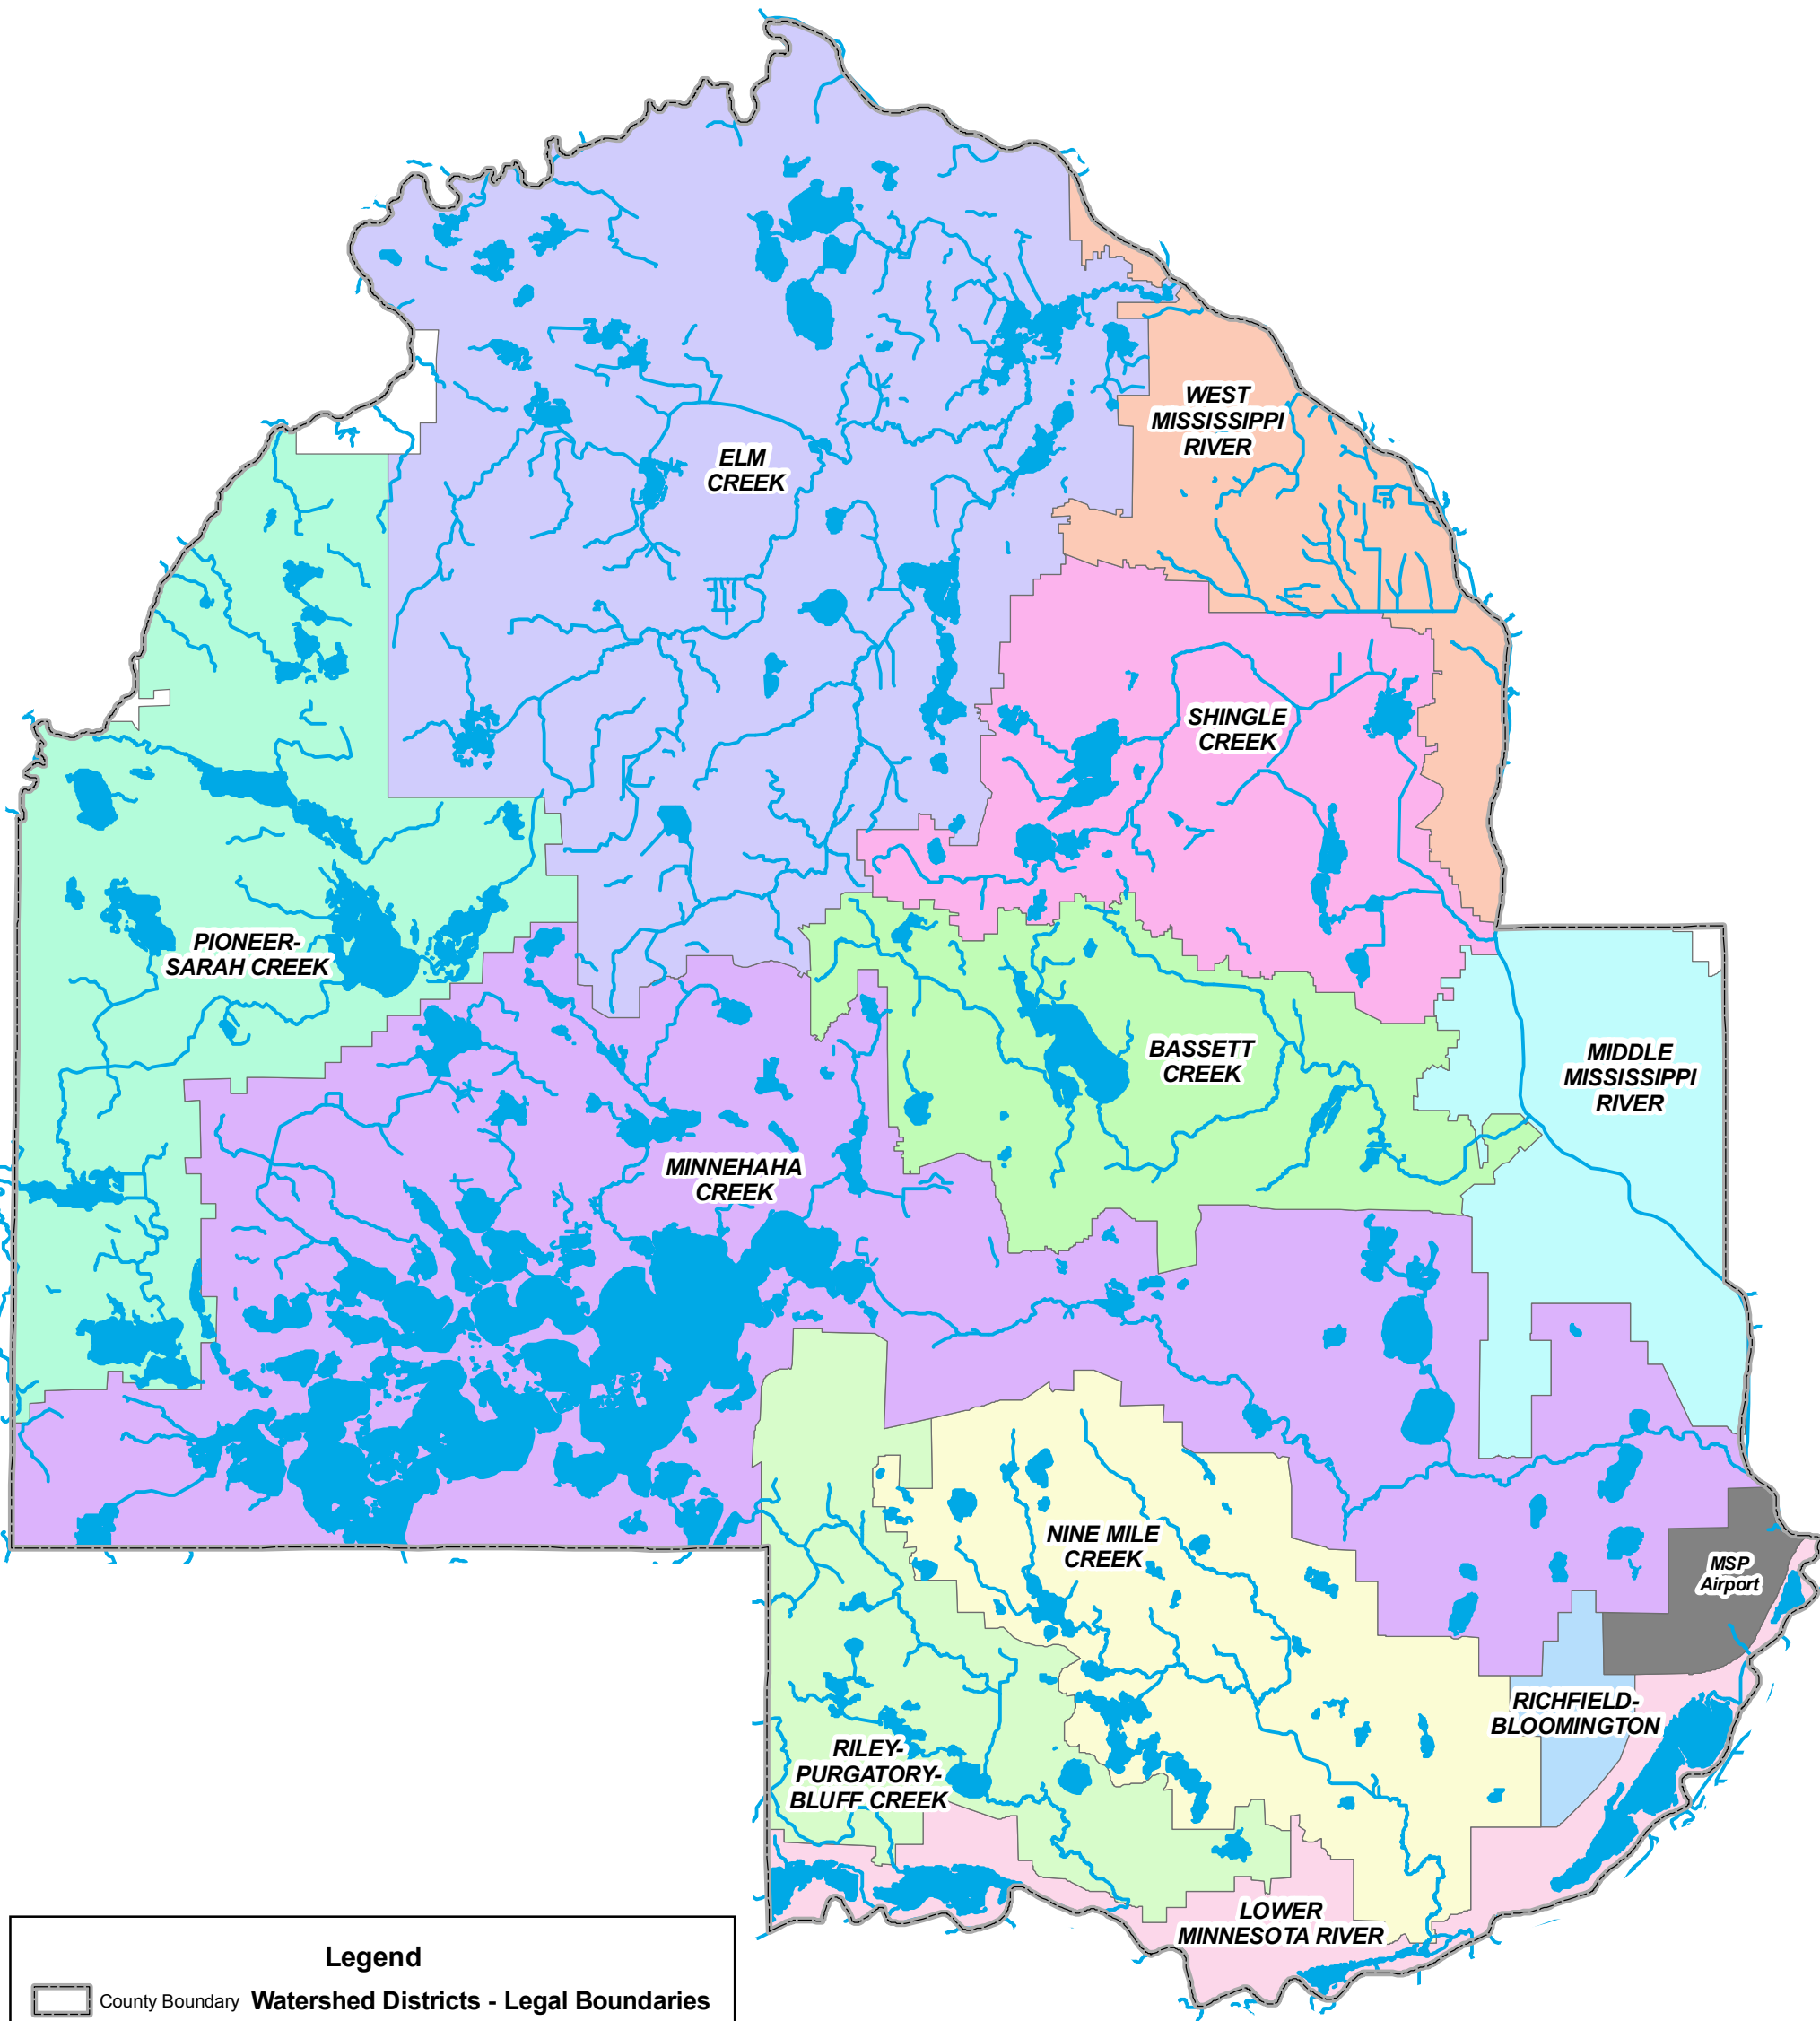 WEST
MISSISSIPPI
RIVER
ELM
CREEK
SHINGLE
CREEK
PIONEER-
SARAH CREEK
BASSETT
CREEK
MIDDLE
MISSISSIPPI
RIVER
MINNEHAHA
CREEK
NINE MILE
CREEK
MSP
Airport
RICHFIELD-
BLOOMINGTON
RILEY-
PURGATORY-
BLUFF CREEK
LOWER
MINNESOTA RIVER
Legend
County Boundary Watershed Districts - Legal Boundaries